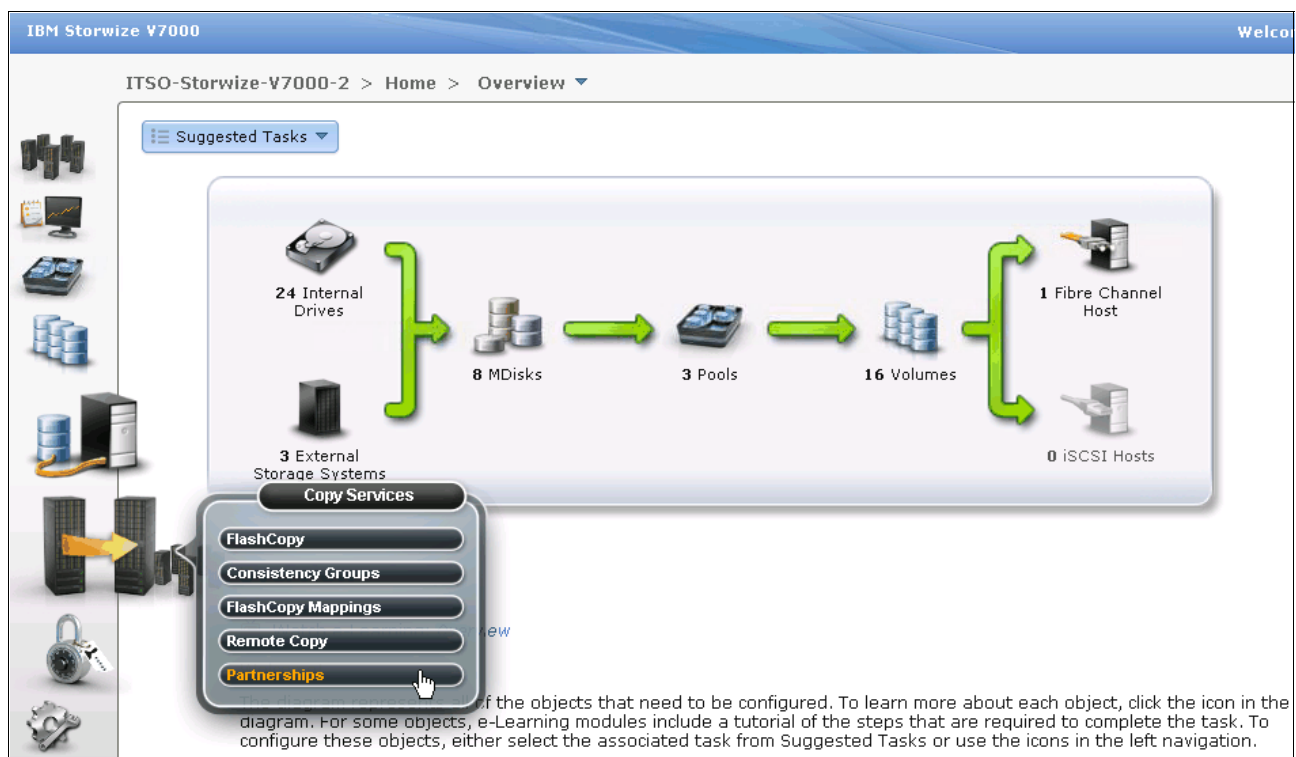 IBM Storwize V7000
ITSO-Storwize-V7000-2 > Home > Overview
Suggested Tasks
24 Internal
Drives
3 External
Storage Systems
8 MDisks
3 Pools
16 Volumes
1 Fibre Channel
Host
0 iSCSI Hosts
Copy Services
FlashCopy
Consistency Groups
FlashCopy Mappings
Remote Copy
Partnerships
of the objects that need to be configured. To learn more about each object, click the icon in the
diagram. For some objects, e-Learning modules include a tutorial of the steps that are required to complete the task. To
configure these objects, either select the associated task from Suggested Tasks or use the icons in the left navigation.